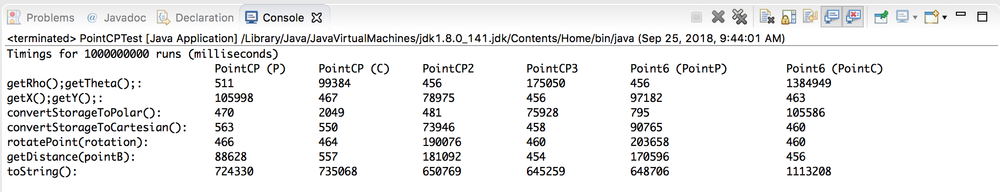 Problems @ Javadoc Declaration Console
<terminated> PointCPTest [Java Application] /Library/Java/JavaVirtualMachines/jdk1.8.0_141.jdk/Contents/Home/bin/java (Sep 25, 2018, 9:44:01 AM)
Timings for 1000000000 runs (milliseconds)
PointCP (P) PointCP (C) PointCP2 PointCP3 Point6 (PointP) Point6 (PointC)
getRho();getTheta();: 511 99384 456 175050 456 1384949
getX();getY();: 105998 467 78975 456 97182 463
convertStorageToPolar(): 470 2049 481 75928 795 105586
convertStorageToCartesian(): 563 550 73946 458 90765 460
rotatePoint(rotation): 466 464 190076 460 203658 460
getDistance(pointB): 88628 557 181092 454 170596 456
toString(): 724330 735068 650769 645259 648706 1113208